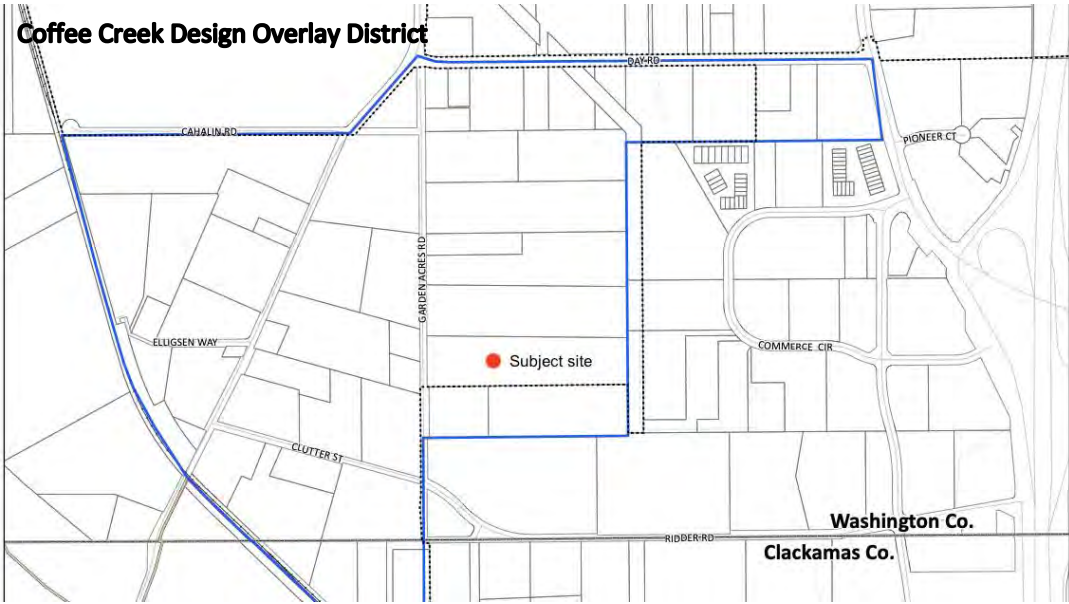 Coffee Creek Design Overlay District
DAY RD
CAHALIN RD
PIONEER CT
GARDEN ACRES RD
ELLIGSEN WAY
COMMERCE CIR
Subject site
CLUTTER ST
Washington Co.
RIDDER RD
Clackamas Co.